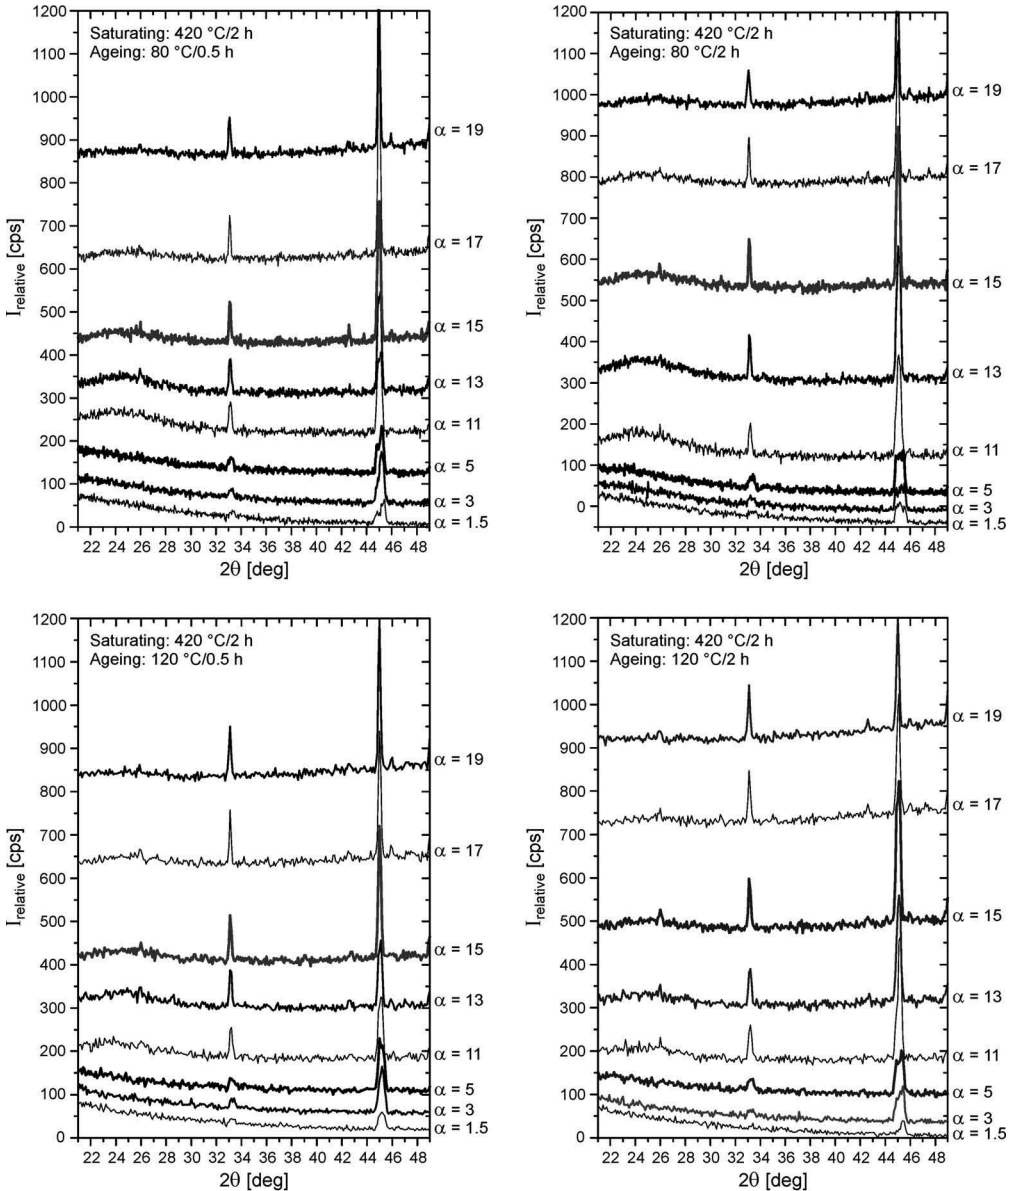 Saturating: 420 °C/2 h
Ageing: 80 °C/0.5 h
1200
1100
1000
900
800
700
600
500
400
300
200
100
0
I relative [cps]
α = 19
α = 17
α = 15
α = 13
α = 11
α = 5
α = 3
α = 1.5
22 24 26 28 30 32 34 36 38 40 42 44 46 48
2θ [deg]
Saturating: 420 °C/2 h
Ageing: 80 °C/2 h
1200
1100
1000
900
800
700
600
500
400
300
200
100
0
I relative [cps]
α = 19
α = 17
α = 15
α = 13
α = 11
α = 5
α = 3
α = 1.5
22 24 26 28 30 32 34 36 38 40 42 44 46 48
2θ [deg]
Saturating: 420 °C/2 h
Ageing: 120 °C/0.5 h
1200
1100
1000
900
800
700
600
500
400
300
200
100
0
I relative [cps]
α = 19
α = 17
α = 15
α = 13
α = 11
α = 5
α = 3
α = 1.5
22 24 26 28 30 32 34 36 38 40 42 44 46 48
2θ [deg]
Saturating: 420 °C/2 h
Ageing: 120 °C/2 h
1200
1100
1000
900
800
700
600
500
400
300
200
100
0
I relative [cps]
α = 19
α = 17
α = 15
α = 13
α = 11
α = 5
α = 3
α = 1.5
22 24 26 28 30 32 34 36 38 40 42 44 46 48
2θ [deg]